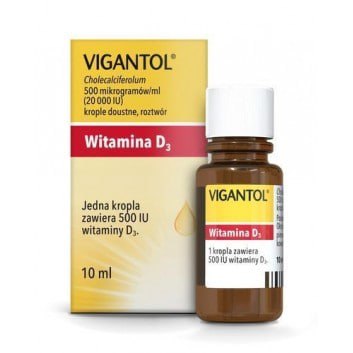 VIGANTOL®
Cholecalciferolum
500 mikrogramów/ml
(20 000 IU)
krople doustne, roztwór
Witamina D₃
Jedna kropla
zawiera 500 IU
witaminy D₃.
10 ml
VIGANTOL®
Witamina D₃
1 kropla zawiera
500 IU witaminy D₃.